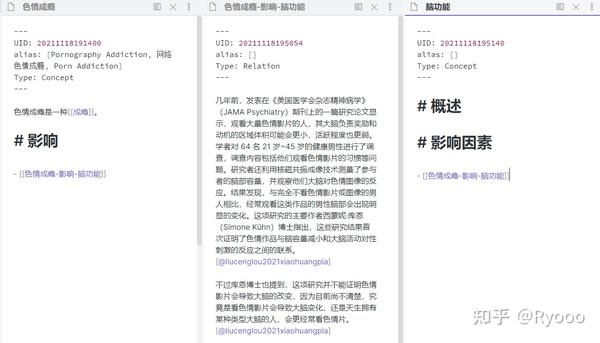 色情成瘾
---
UID: 20211118191400
alias: [Pornography Addiction, 网络
色情成瘾, Porn Addiction]
Type: Concept
---
色情成瘾是一种[[成瘾]]。
# 影响
- [[色情成瘾-影响-脑功能]]
色情成瘾-影响-脑功能
---
UID: 20211118195054
alias: []
Type: Relation
---
几年前，发表在《美国医学会杂志精神病学》
（JAMA Psychiatry）期刊上的一篇研究论文显
示，观看大量色情影片的人，其大脑负责奖励和
动机的区域体积可能会更小，活跃程度也更弱。
学者对 64 名 21 岁~45 岁的健康男性进行了调
查，调查内容包括他们观看色情影片的习惯等问
题。研究者还利用核磁共振成像技术测量了参与
者的脑部容量，并观察他们大脑对色情图像的反
应。结果发现，与完全不看色情影片或图像的男
人相比，经常观看这类作品的男性脑部会出现明
显的变化。这项研究的主要作者西蒙妮·库恩
（Simone Kühn）博士指出，这些研究结果首
次证明了色情作品与脑容量减小和大脑活动对性
刺激的反应之间的联系。
[@liucenglou2021xiaohuangpia]
不过库恩博士也提到，这项研究并不能证明色情
影片会导致大脑的改变，因为目前尚不清楚，究
竟是看色情影片会导致大脑变化，还是天生拥有
某种类型大脑的人，会更经常看色情片。
[@liucenglou2021xiaohuangpia]
脑功能
---
UID: 20211118195140
alias: []
Type: Concept
---
# 概述
# 影响因素
- [[色情成瘾-影响-脑功能]]
知乎 @Ryooo